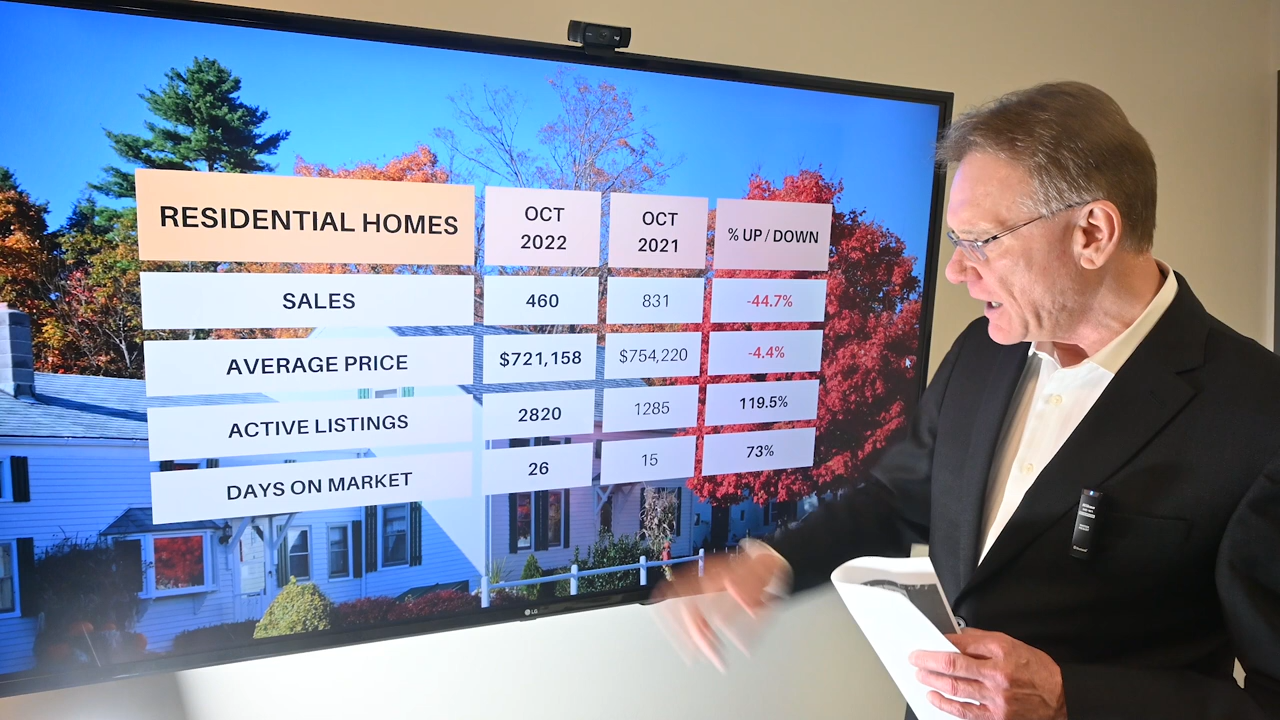 RESIDENTIAL HOMES
OCT
2022
OCT
2021
% UP / DOWN
SALES
460
831
-44.7%
AVERAGE PRICE
$721,158
$754,220
-4.4%
ACTIVE LISTINGS
2820
1285
119.5%
DAYS ON MARKET
26
15
73%
LG